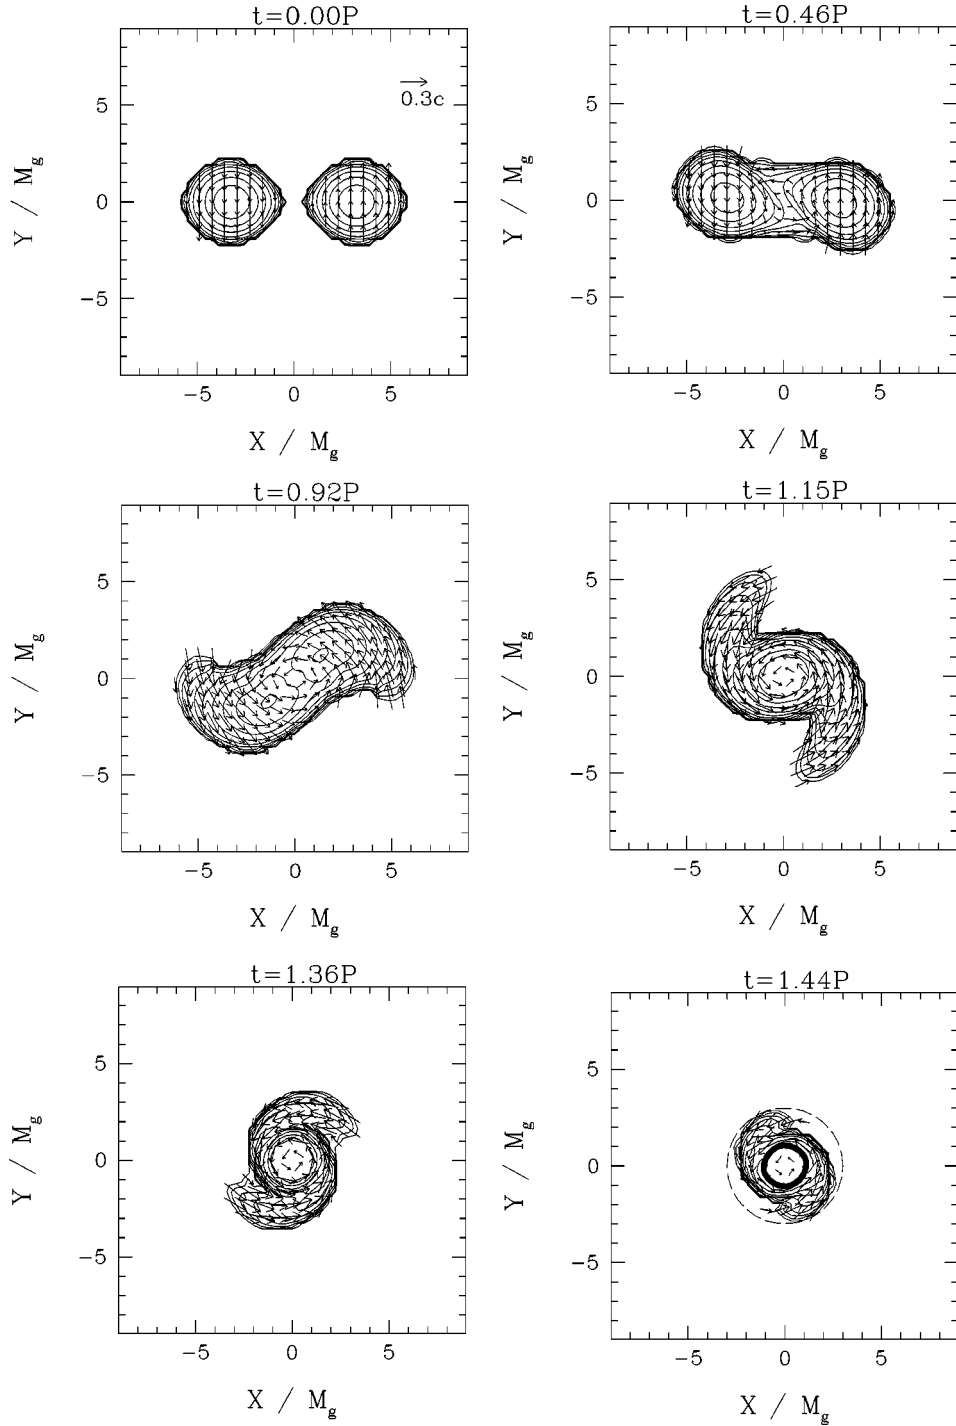 t=0.00P
5
0
−5
Y / M_g
0.3c
−5 0 5
X / M_g
t=0.46P
5
0
−5
Y / M_g
−5 0 5
X / M_g
t=0.92P
5
0
−5
Y / M_g
−5 0 5
X / M_g
t=1.15P
5
0
−5
Y / M_g
−5 0 5
X / M_g
t=1.36P
5
0
−5
Y / M_g
−5 0 5
X / M_g
t=1.44P
5
0
−5
Y / M_g
−5 0 5
X / M_g